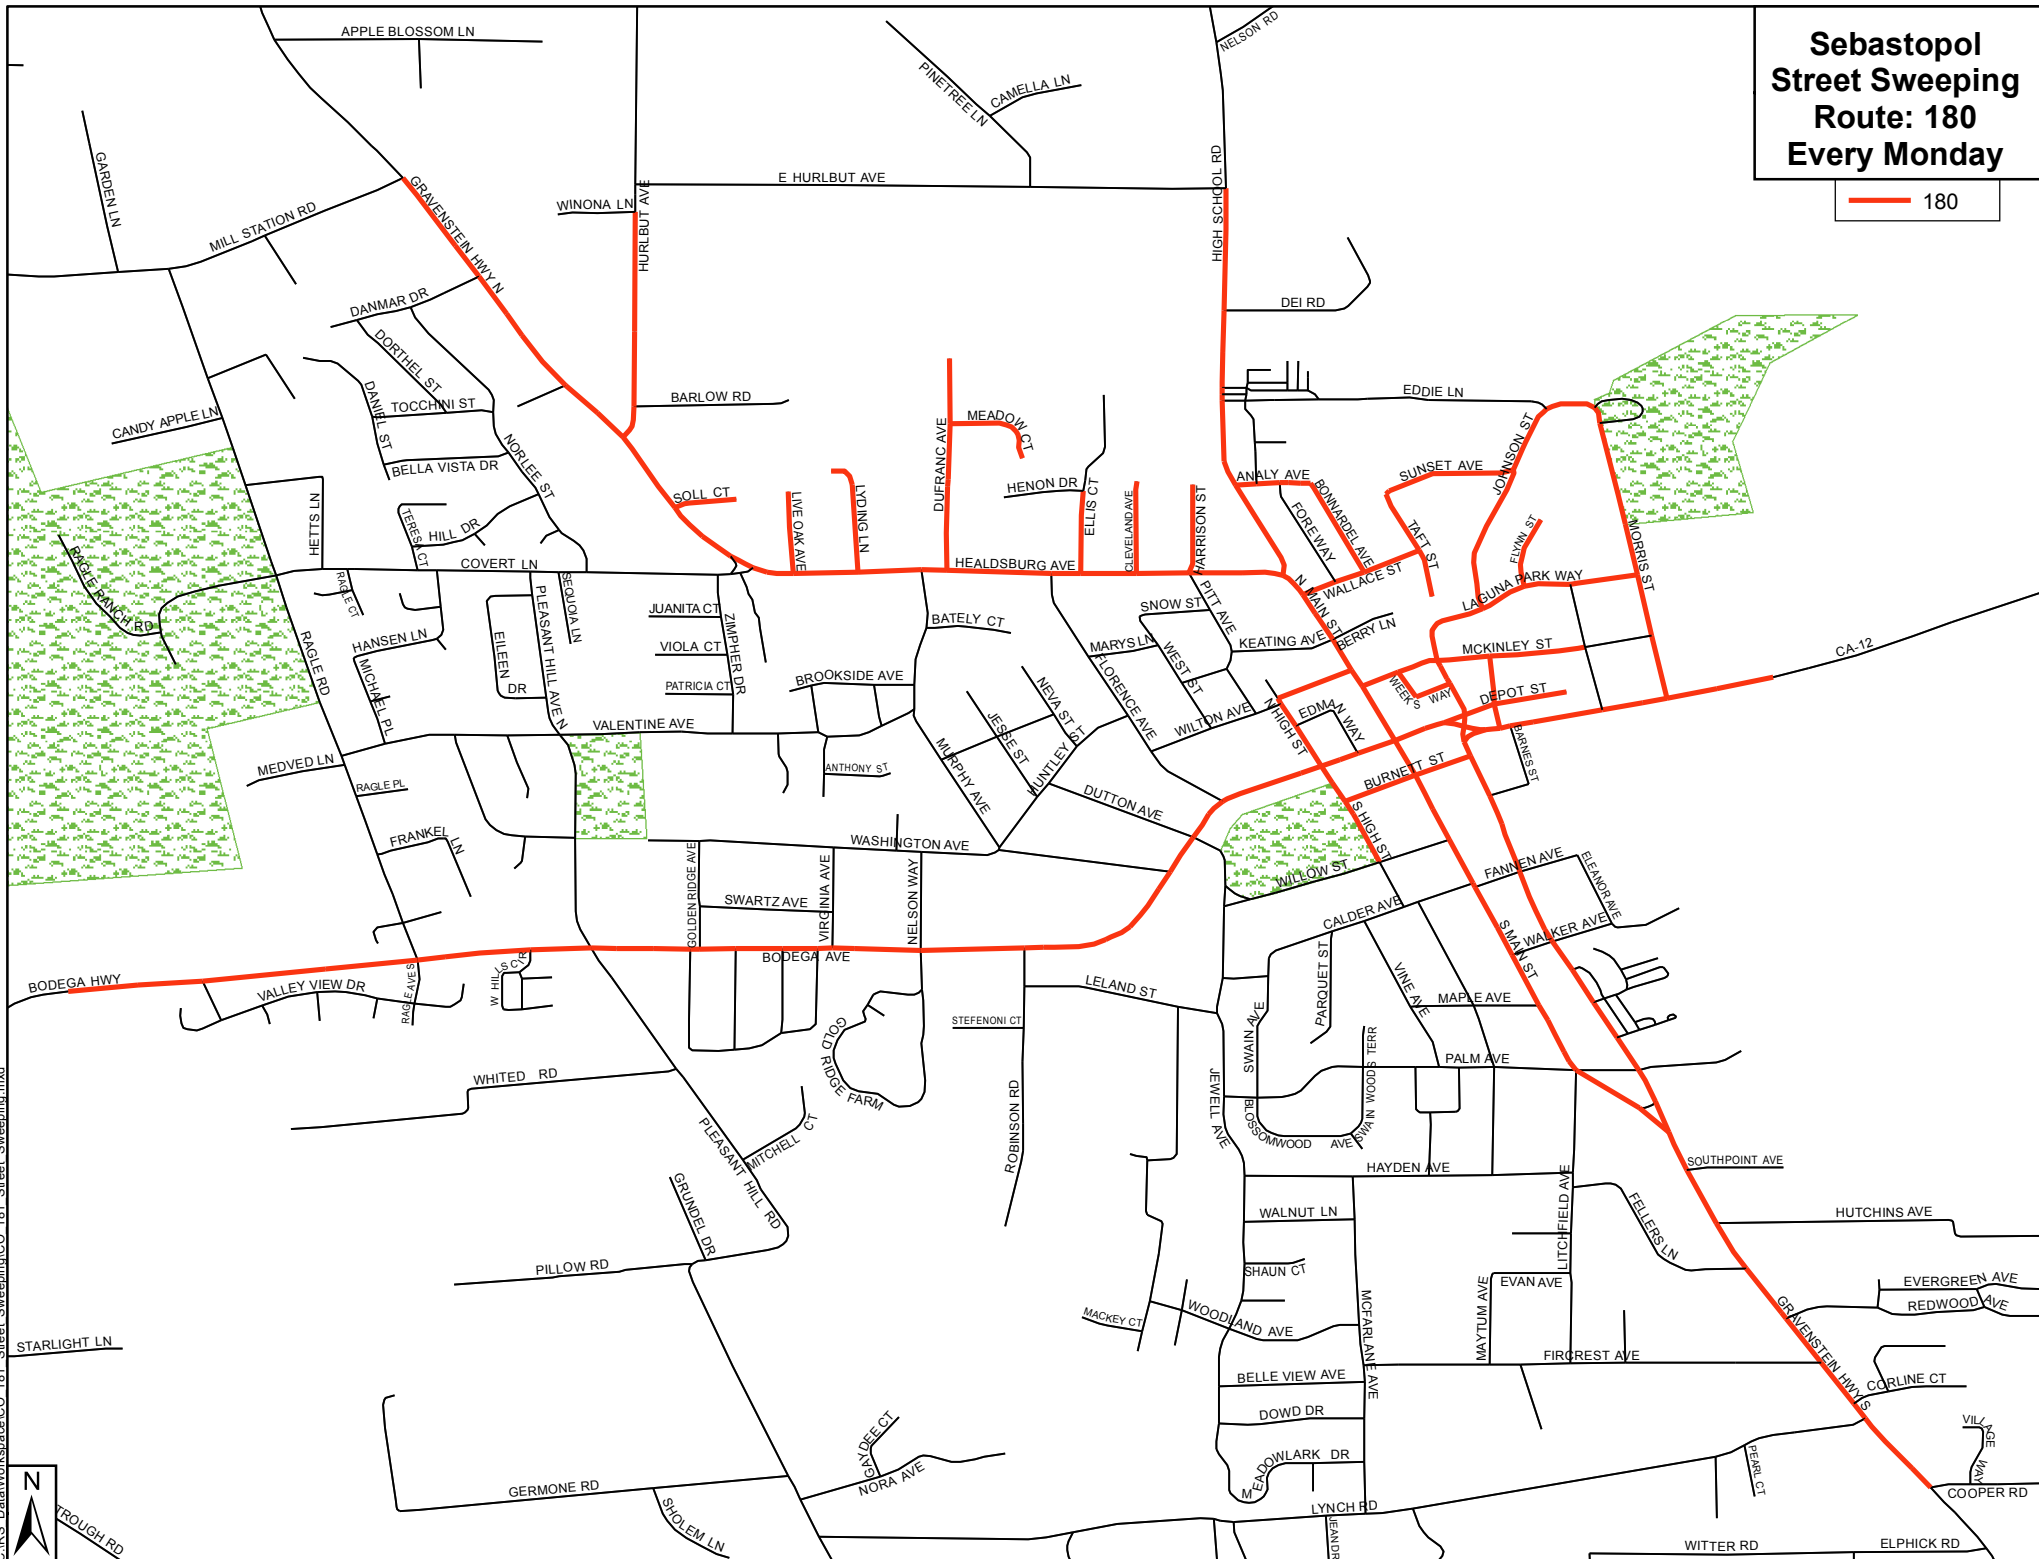 Sebastopol
Street Sweeping
Route: 180
Every Monday
180
APPLE BLOSSOM LN
NELSON RD
PINETREE LN
CAMELLA LN
GARDEN LN
MILL STATION RD
GRAVENSTEIN HWY N
WINONA LN
HURLBUT AVE
E HURLBUT AVE
HIGH SCHOOL RD
DEI RD
DANMAR DR
DORTHEL ST
DANIEL ST
TOCCHINI ST
BELLA VISTA DR
NORLEE ST
CANDY APPLE LN
BARLOW RD
EDDIE LN
JOHNSON ST
DUFRANC AVE
MEADOW CT
SOLL CT
LIVE OAK AVE
LYDING LN
HENON DR
ELLIS CT
CLEVELAND AVE
HARRISON ST
ANALY AVE
BONNARDEL AVE
FORE WAY
SUNSET AVE
TAFT ST
FLYNN ST
MORRIS ST
WALLACE ST
LAGUNA PARK WAY
HETTS LN
TERESA CT
HILL DR
COVERT LN
HEALDSBURG AVE
RAGLE RANCH RD
RAGLE CT
RAGLE RD
HANSEN LN
MICHAEL PL
EILEEN
DR
PLEASANT HILL AVE N
SEQUOIA LN
JUANITA CT
VIOLA CT
PATRICIA CT
ZIMPHER DR
BATELY CT
BROOKSIDE AVE
SNOW ST
PITT AVE
MARYS LN
WEST ST
FLORENCE AVE
KEATING AVE
BERRY LN
N MAIN ST
MCKINLEY ST
WEEKS WAY
DEPOT ST
CA-12
MEDVED LN
VALENTINE AVE
NEVA ST
JESSE ST
HUNTLEY ST
MURPHY AVE
WILTON AVE
N HIGH ST
EDMAN WAY
BARNES ST
BURNETT ST
RAGLE PL
ANTHONY ST
DUTTON AVE
S HIGH ST
FRANKEL LN
WASHINGTON AVE
GOLDEN RIDGE AVE
SWARTZ AVE
VIRGINIA AVE
NELSON WAY
WILLOW ST
FANNEN AVE
ELEANOR AVE
CALDER AVE
WALKER AVE
S MAIN ST
BODEGA HWY
VALLEY VIEW DR
RAGLE AVE S
W HILLS CIR
BODEGA AVE
LELAND ST
PARQUET ST
VINE AVE
MAPLE AVE
STEFENONI CT
GOLD RIDGE FARM
SWAIN AVE
SWAIN WOODS TERR
PALM AVE
WHITED RD
MITCHELL CT
PLEASANT HILL RD
ROBINSON RD
JEWELL AVE
BLOSSOMWOOD AVE
HAYDEN AVE
SOUTHPOINT AVE
GRUNDEL DR
PILLOW RD
WALNUT LN
LITCHFIELD AVE
FELLERS LN
HUTCHINS AVE
SHAUN CT
EVAN AVE
MAYTUM AVE
EVERGREEN AVE
REDWOOD AVE
MACKEY CT
WOODLAND AVE
MCFARLANE AVE
GRAVENSTEIN HWY S
STARLIGHT LN
FIRCREST AVE
BELLE VIEW AVE
CORLINE CT
DOWD DR
GAYDEE CT
NORA AVE
MEADOWLARK DR
VILLAGE WAY
PEARL CT
GERMONE RD
SHOLEM LN
LYNCH RD
JEAN DR
COOPER RD
WITTER RD
ELPHICK RD
N
TROUGH RD